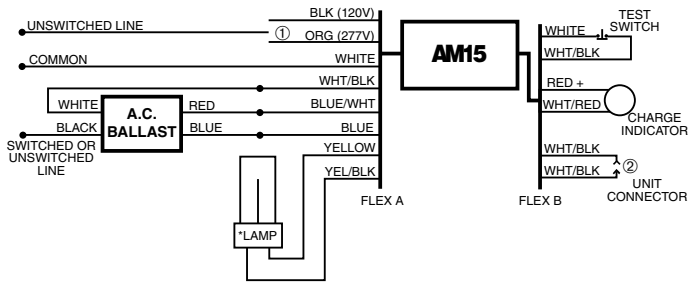 BLK (120V)
UNSWITCHED LINE
①
ORG (277V)
COMMON
WHITE
WHT/BLK
WHITE
A.C.
BALLAST
RED
BLUE/WHT
BLACK
BLUE
BLUE
SWITCHED OR
UNSWITCHED
LINE
YELLOW
YEL/BLK
*LAMP
FLEX A
AM15
WHITE
TEST
SWITCH
WHT/BLK
RED +
WHT/RED
CHARGE
INDICATOR
WHT/BLK
②
WHT/BLK
UNIT
CONNECTOR
FLEX B